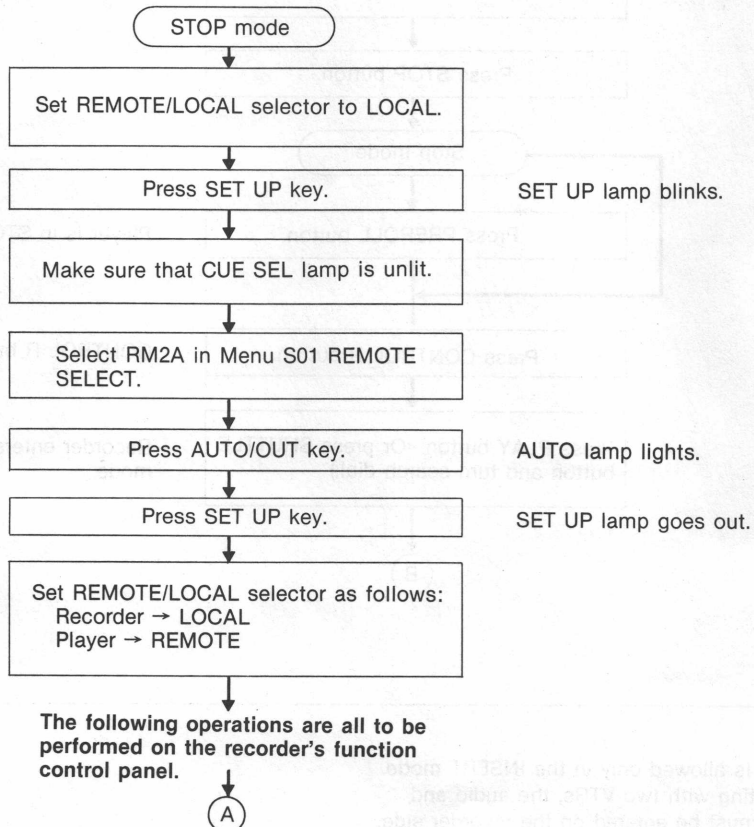 STOP mode
Set REMOTE/LOCAL selector to LOCAL.
Press SET UP key.
SET UP lamp blinks.
Make sure that CUE SEL lamp is unlit.
Select RM2A in Menu S01 REMOTE
SELECT.
Press AUTO/OUT key.
AUTO lamp lights.
Press SET UP key.
SET UP lamp goes out.
Set REMOTE/LOCAL selector as follows:
Recorder → LOCAL
Player → REMOTE
The following operations are all to be
performed on the recorder's function
control panel.
A